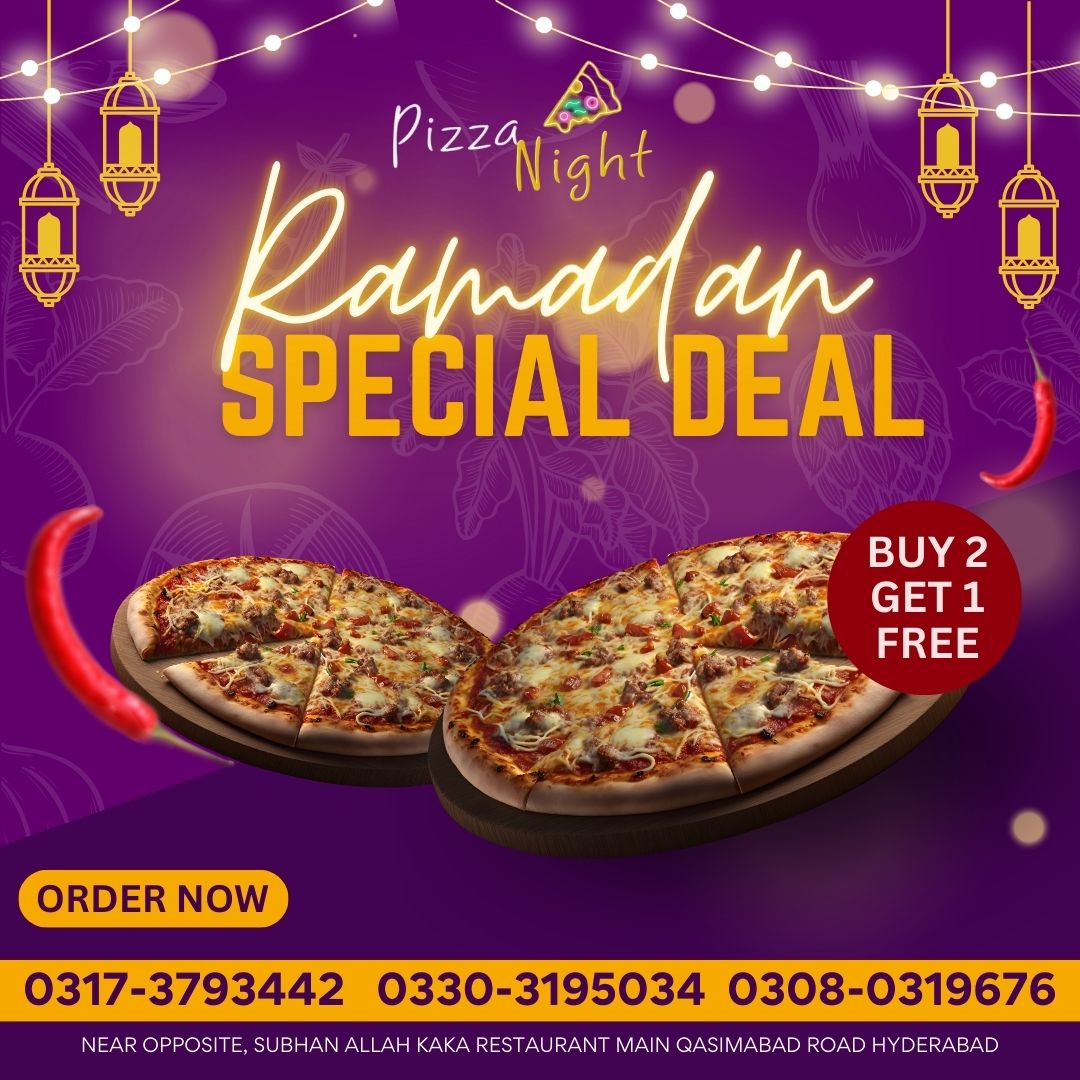 Pizza
Night
Ramadan
SPECIAL DEAL
BUY 2
GET 1
FREE
ORDER NOW
0317-3793442 0330-3195034 0308-0319676
NEAR OPPOSITE, SUBHAN ALLAH KAKA RESTAURANT MAIN QASIMABAD ROAD HYDERABAD